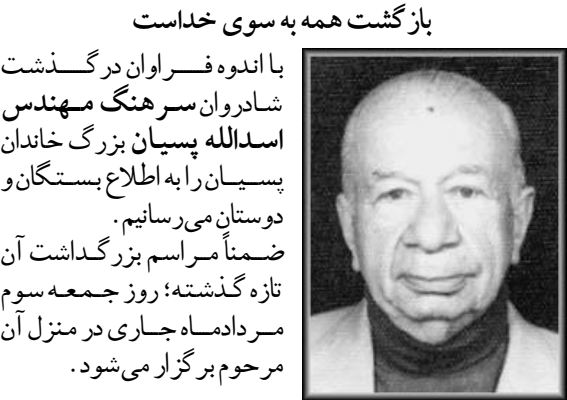 بازگشت همه به سوی خداست
با اندوه فراوان درگذشت
شادروان سرهنگ مهندس
اسدالله پسیان بزرگ خاندان
پسیان را به اطلاع بستگان و
دوستان می‌رسانیم.
ضمناً مراسم بزرگداشت آن
تازه گذشته؛ روز جمعه سوم
مردادماه جاری در منزل آن
مرحوم برگزار می‌شود.